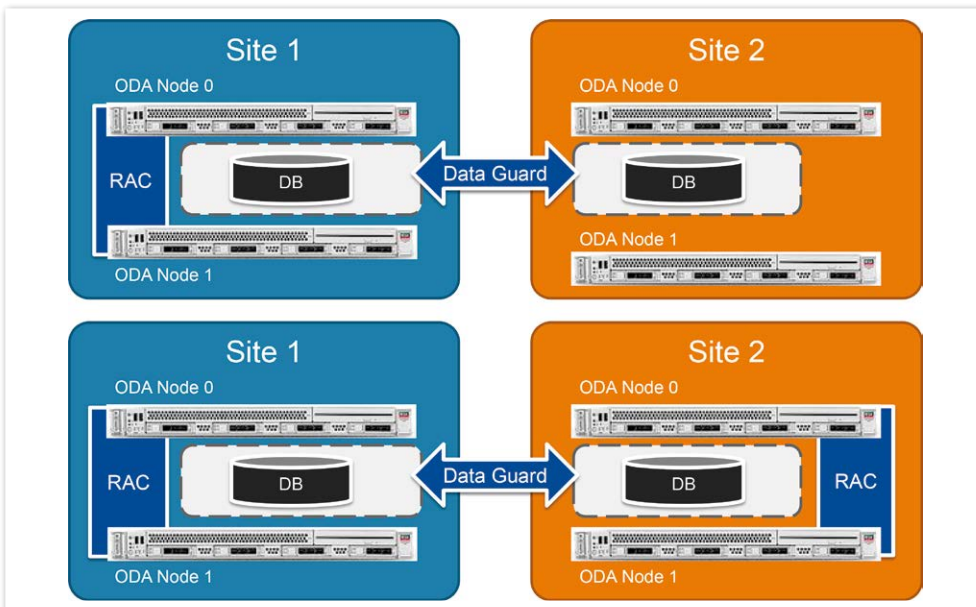 Site 1
ODA Node 0
RAC
DB
ODA Node 1
Data Guard
Site 2
ODA Node 0
DB
ODA Node 1
Site 1
ODA Node 0
RAC
DB
ODA Node 1
Data Guard
Site 2
ODA Node 0
DB
RAC
ODA Node 1